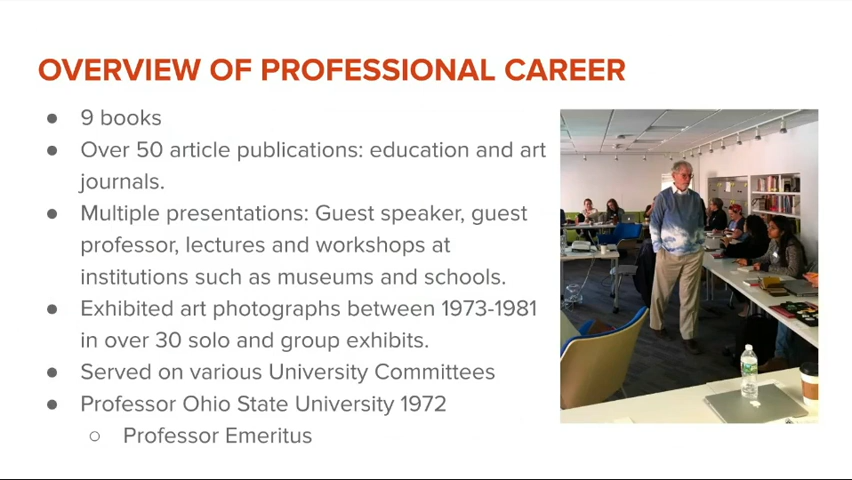 OVERVIEW OF PROFESSIONAL CAREER
● 9 books
● Over 50 article publications: education and art
journals.
● Multiple presentations: Guest speaker, guest
professor, lectures and workshops at
institutions such as museums and schools.
● Exhibited art photographs between 1973-1981
in over 30 solo and group exhibits.
● Served on various University Committees
● Professor Ohio State University 1972
○ Professor Emeritus